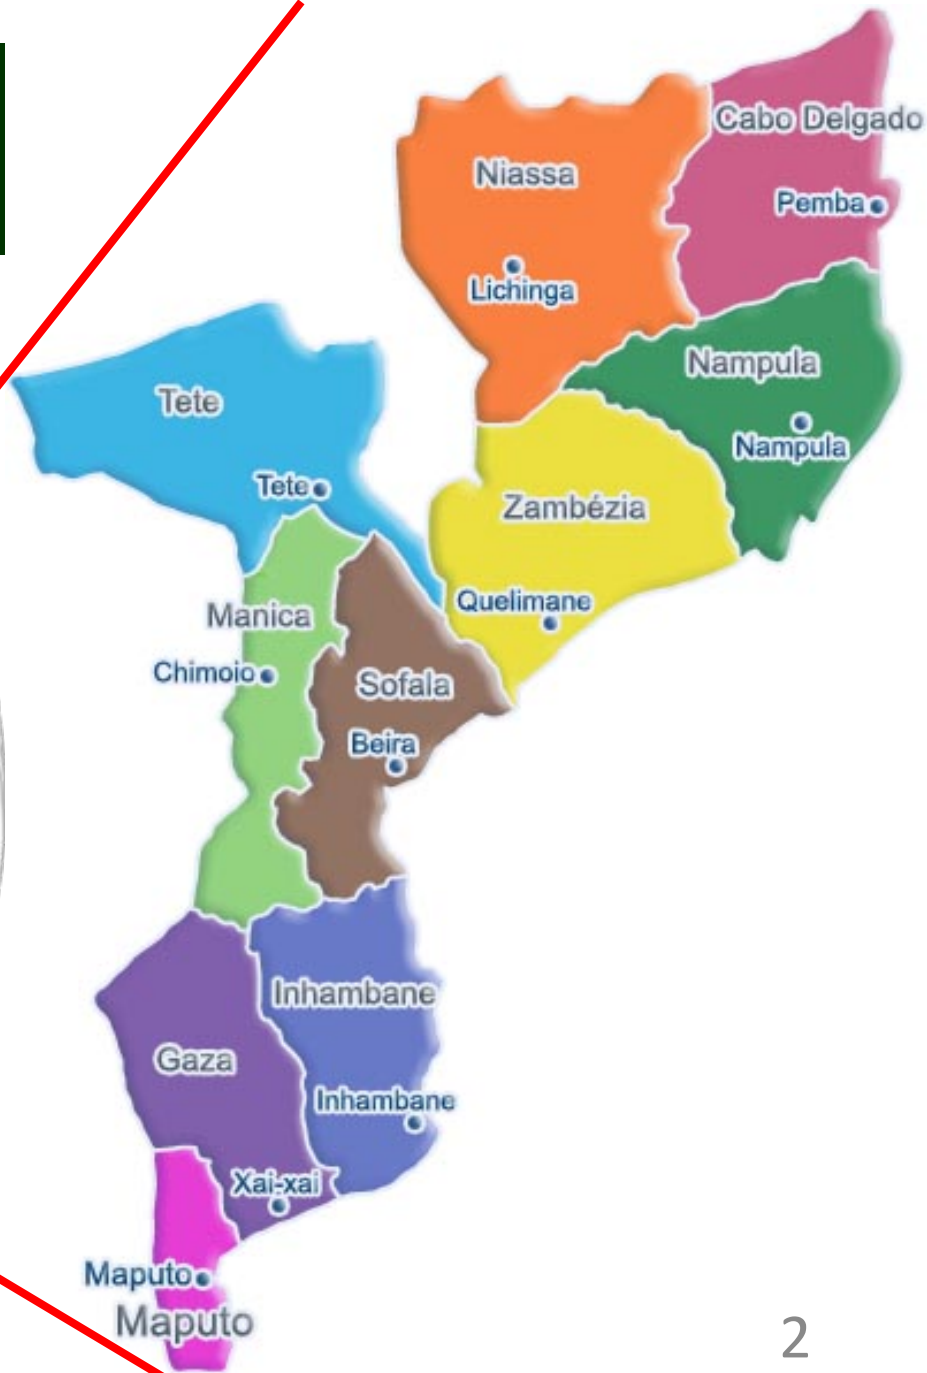 Cabo Delgado
Niassa
Pemba
Lichinga
Nampula
Nampula
Tete
Tete
Zambézia
Quelimane
Manica
Chimoio
Sofala
Beira
Inhambane
Gaza
Inhambane
Xai-xai
Maputo
Maputo
2